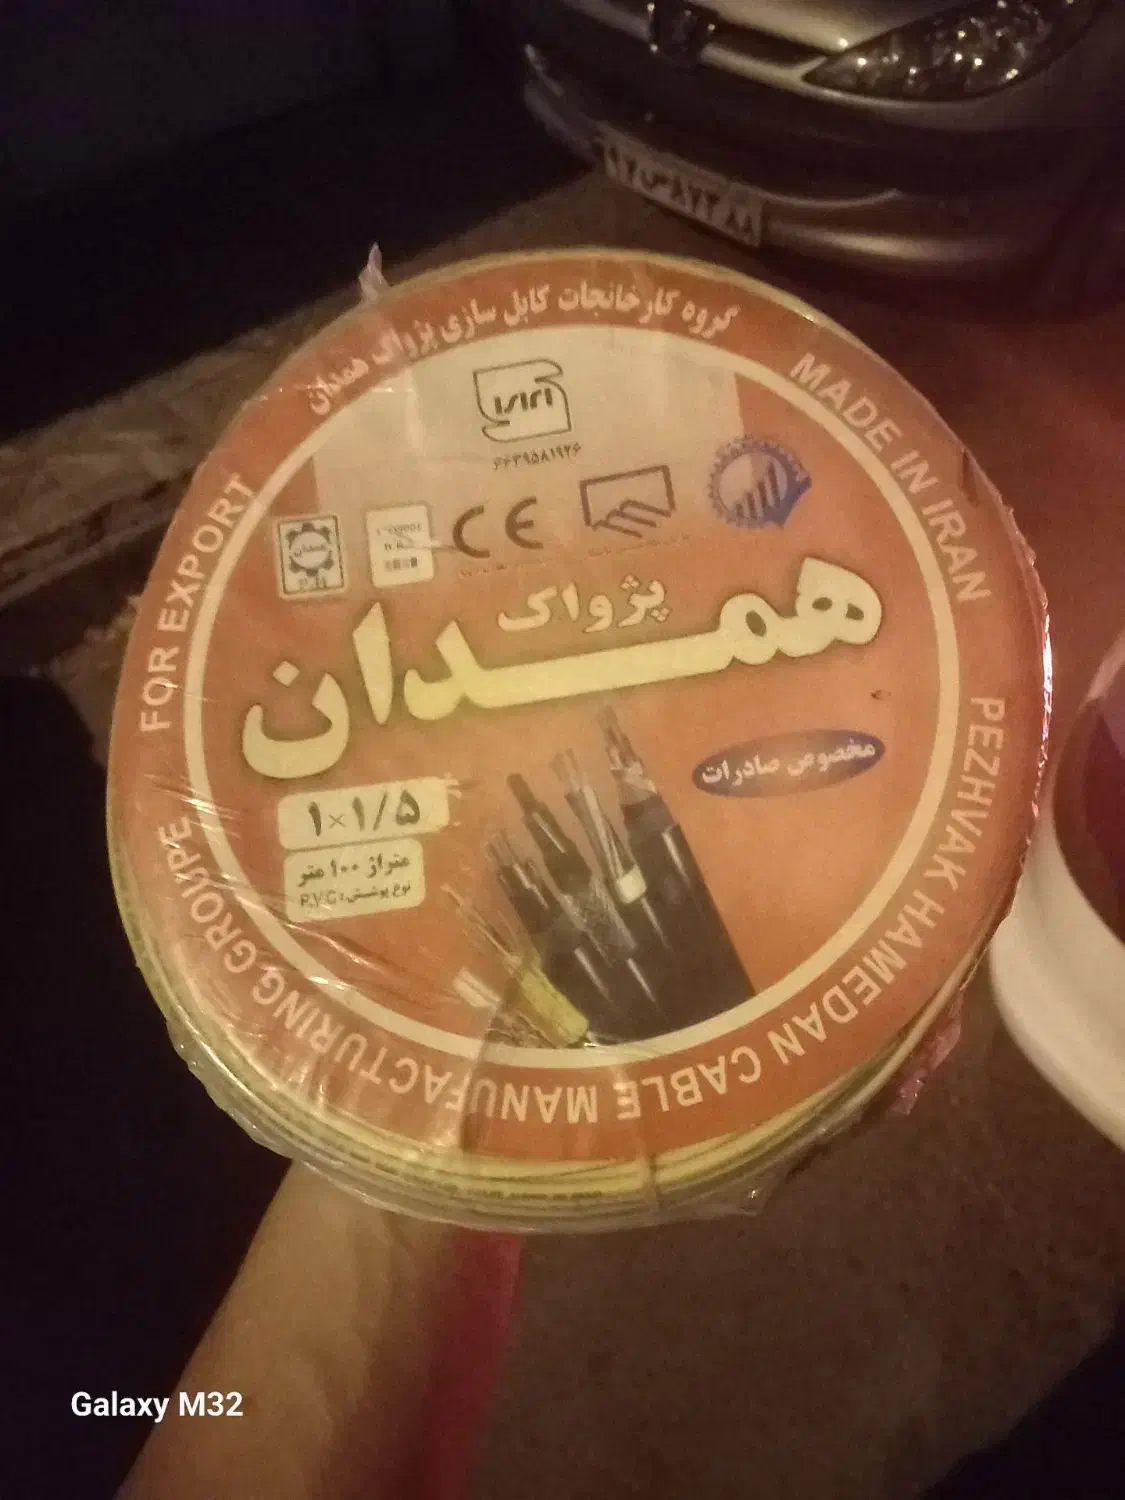 گروه کارخانجات کابل سازی پژواک همدان
MADE IN IRAN
PEZHVAK HAMEDAN CABLE MANUFACTURING GROUPE
FOR EXPORT
۶۶۳۹۵۸۱۹۲۶
CE
پژواک
همدان
مخصوص صادرات
۱×۱/۵
متراژ ۱۰۰ متر
نوع پوشش: P.V.C
Galaxy M32